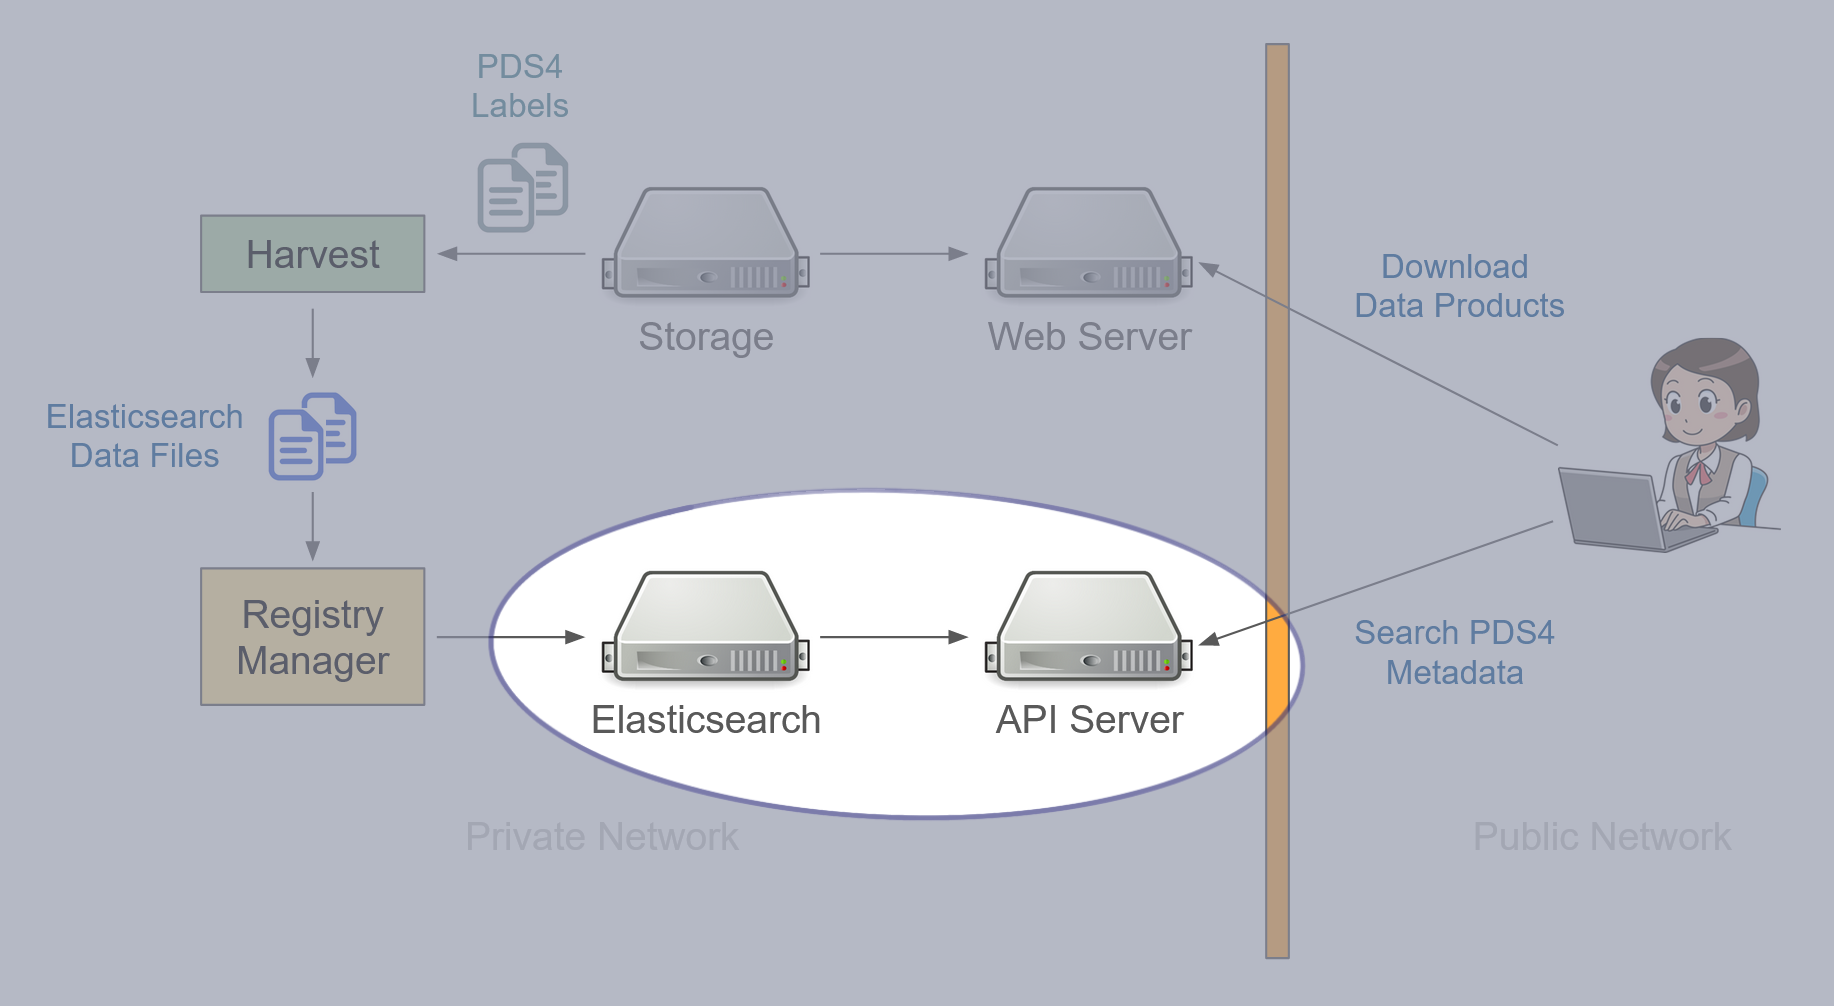 PDS4
Labels
Harvest
Storage
Web Server
Download
Data Products
Elasticsearch
Data Files
Registry
Manager
Elasticsearch
API Server
Search PDS4
Metadata
Private Network
Public Network